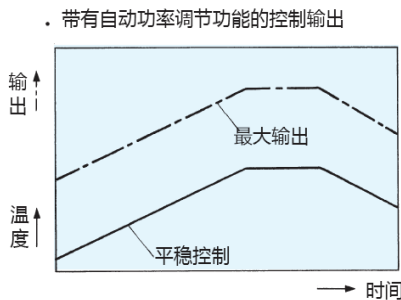 . 带有自动功率调节功能的控制输出
输出
最大输出
温度
平稳控制
时间